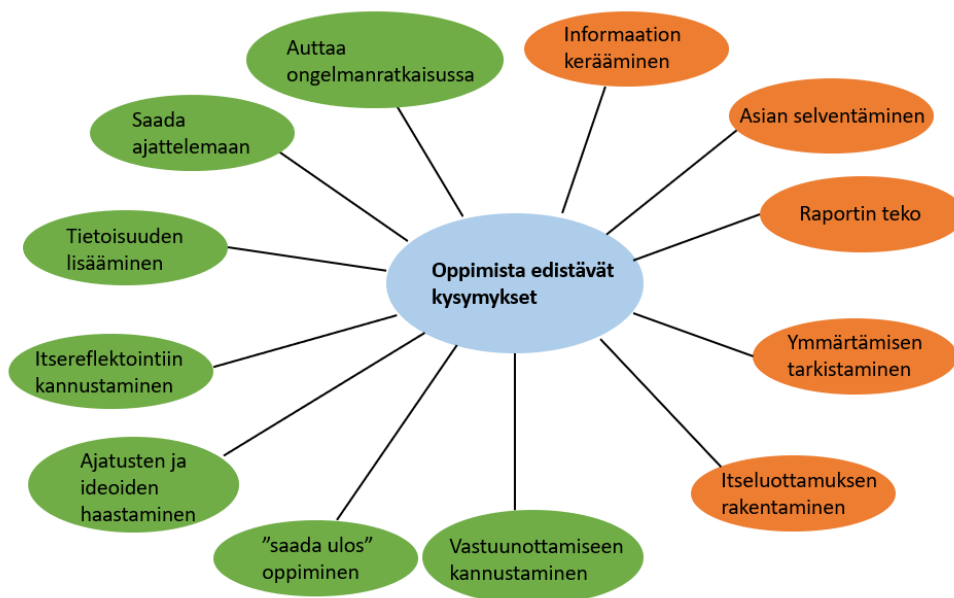 Auttaa
ongelmanratkaisussa
Informaation
kerääminen
Saada
ajattelemaan
Asian selventäminen
Tietoisuuden
lisääminen
Raportin teko
Oppimista edistävät
kysymykset
Itsereflektointiin
kannustaminen
Ymmärtämisen
tarkistaminen
Ajatusten ja
ideoiden
haastaminen
Itseluottamuksen
rakentaminen
”saada ulos”
oppiminen
Vastuunottamiseen
kannustaminen